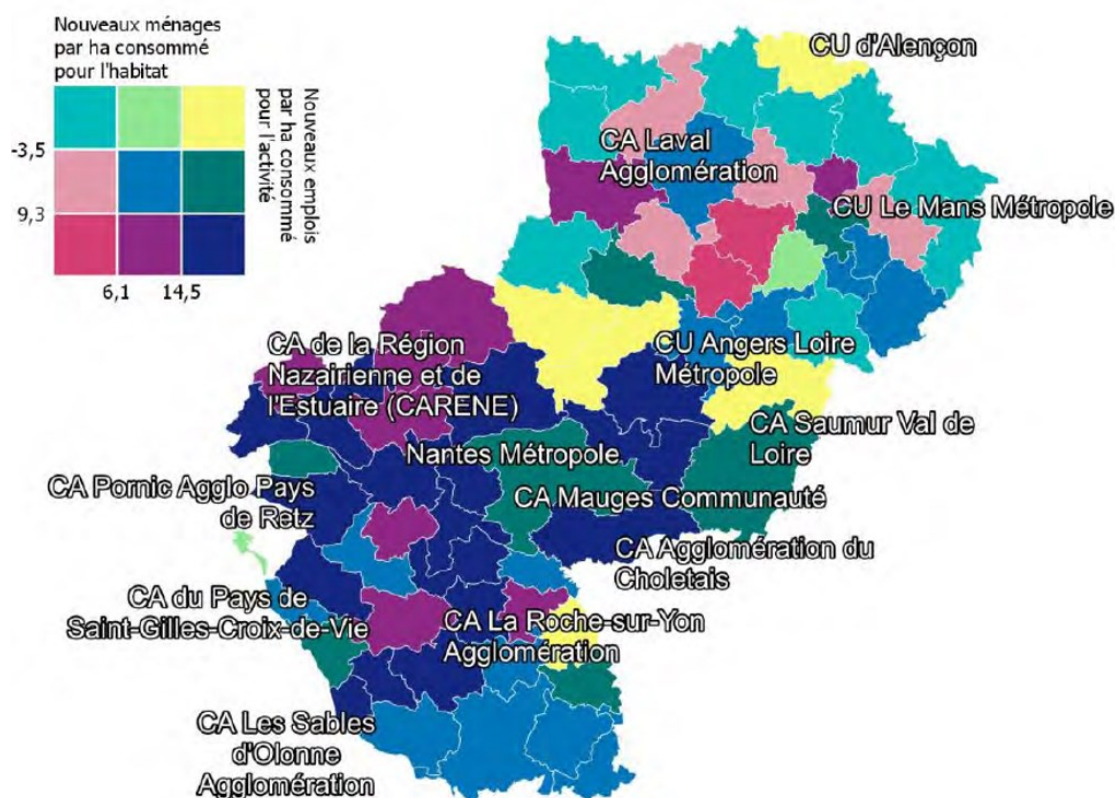 Nouveaux ménages
par ha consommé
pour l'habitat
Nouveaux emplois
par ha consommé
pour l'activité
-3,5
9,3
6,1
14,5
CU d'Alençon
CA Laval
Agglomération
CU Le Mans Métropole
CA de la Région
Nazairienne et de
l'Estuaire (CARENE)
CU Angers Loire
Métropole
CA Saumur Val de
Loire
Nantes Métropole
CA Pornic Agglo Pays
de Retz
CA Mauges Communauté
CA Agglomération du
Choletais
CA du Pays de
Saint-Gilles-Croix-de-Vie
CA La Roche-sur-Yon
Agglomération
CA Les Sables
d'Olonne
Agglomération